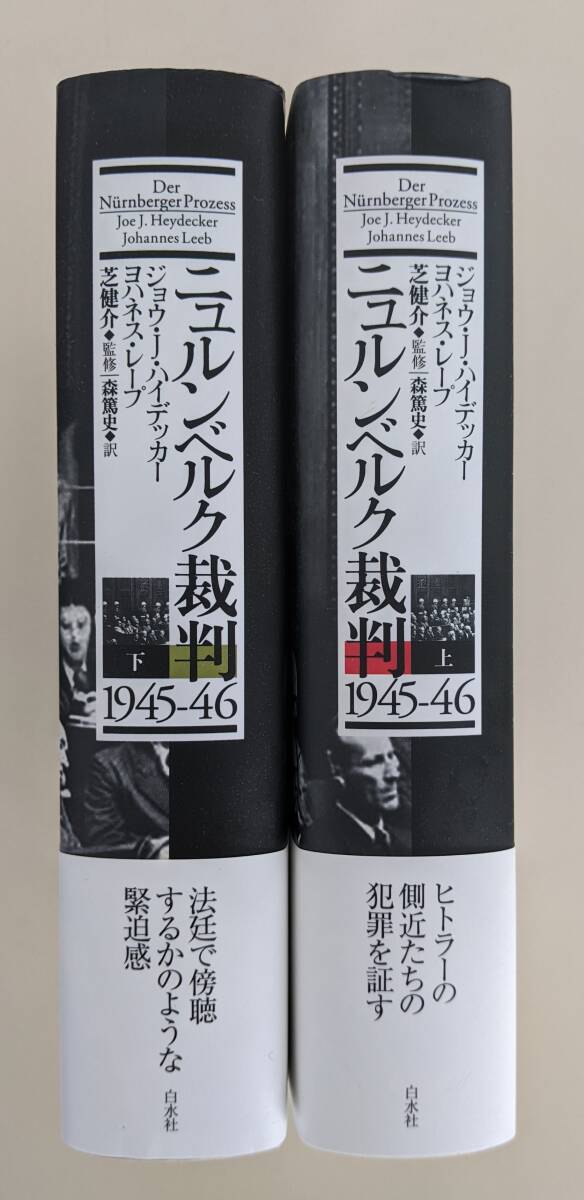 Der
Nürnberger Prozess
Joe J. Heydecker
Johannes Leeb
ニュルンベルク裁判
ジョウ・J・ハイデッカー
ヨハネス・レープ
芝健介◆監修|森篤史◆訳
下
1945-46
法廷で傍聴
するかのような
緊迫感
白水社
Der
Nürnberger Prozess
Joe J. Heydecker
Johannes Leeb
ジョウ・J・ハイデッカー
ヨハネス・レープ
芝健介◆監修|森篤史◆訳
ニュルンベルク裁判
上
1945-46
ヒトラーの
側近たちの
犯罪を証す
白水社